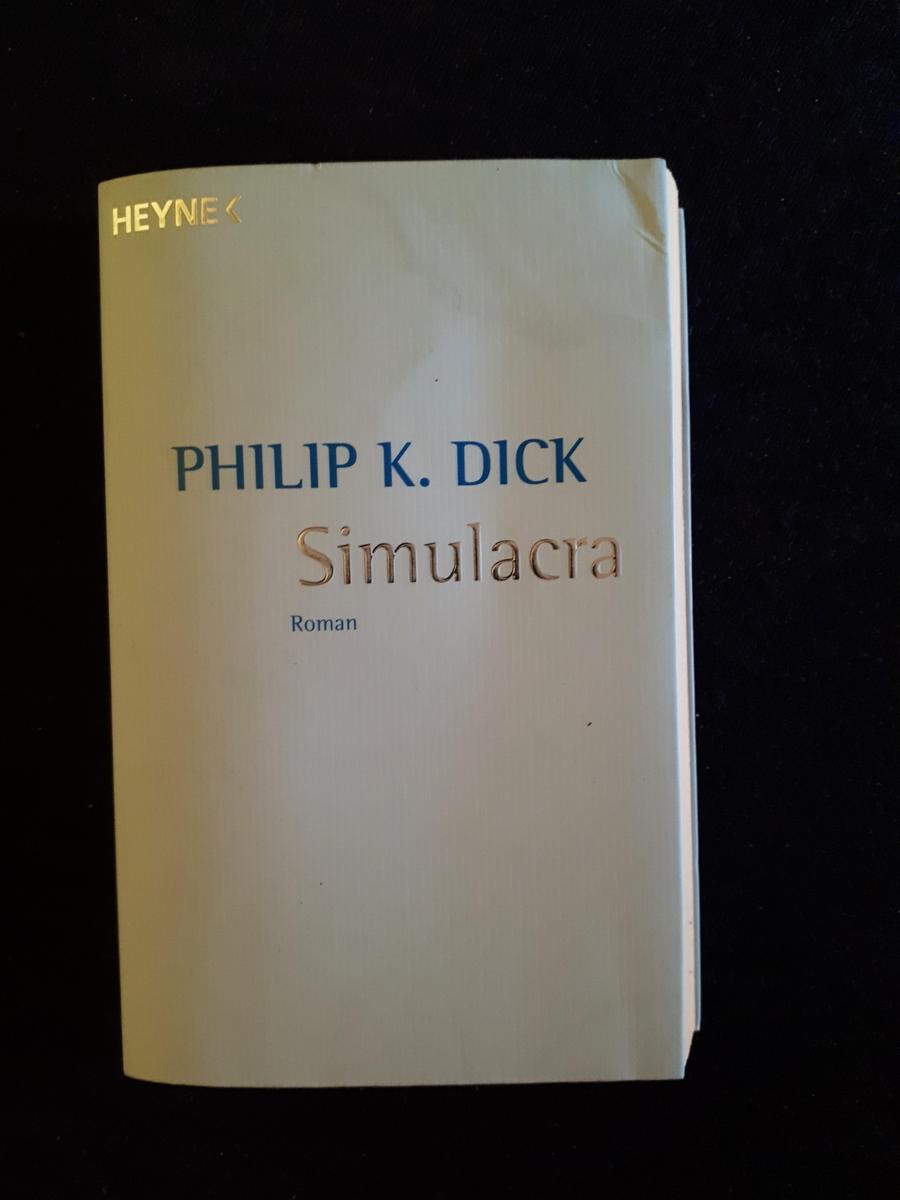 HEYNE<
PHILIP K. DICK
Simulacra
Roman